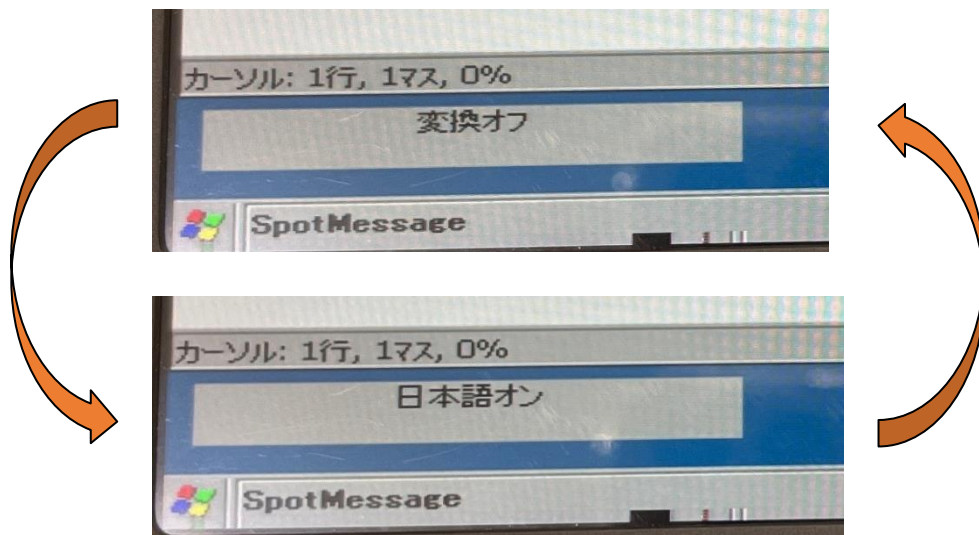 カーソル: 1行, 1マス, 0%
変換オフ
SpotMessage
カーソル: 1行, 1マス, 0%
日本語オン
SpotMessage